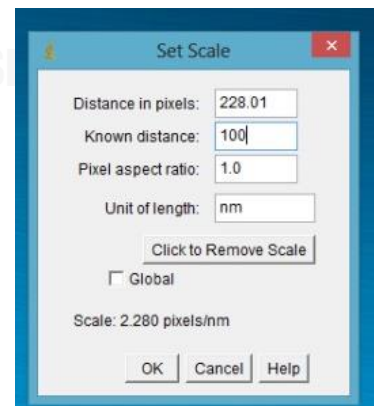 Set Scale
Distance in pixels: 228.01
Known distance: 100
Pixel aspect ratio: 1.0
Unit of length: nm
Click to Remove Scale
Global
Scale: 2.280 pixels/nm
OK Cancel Help